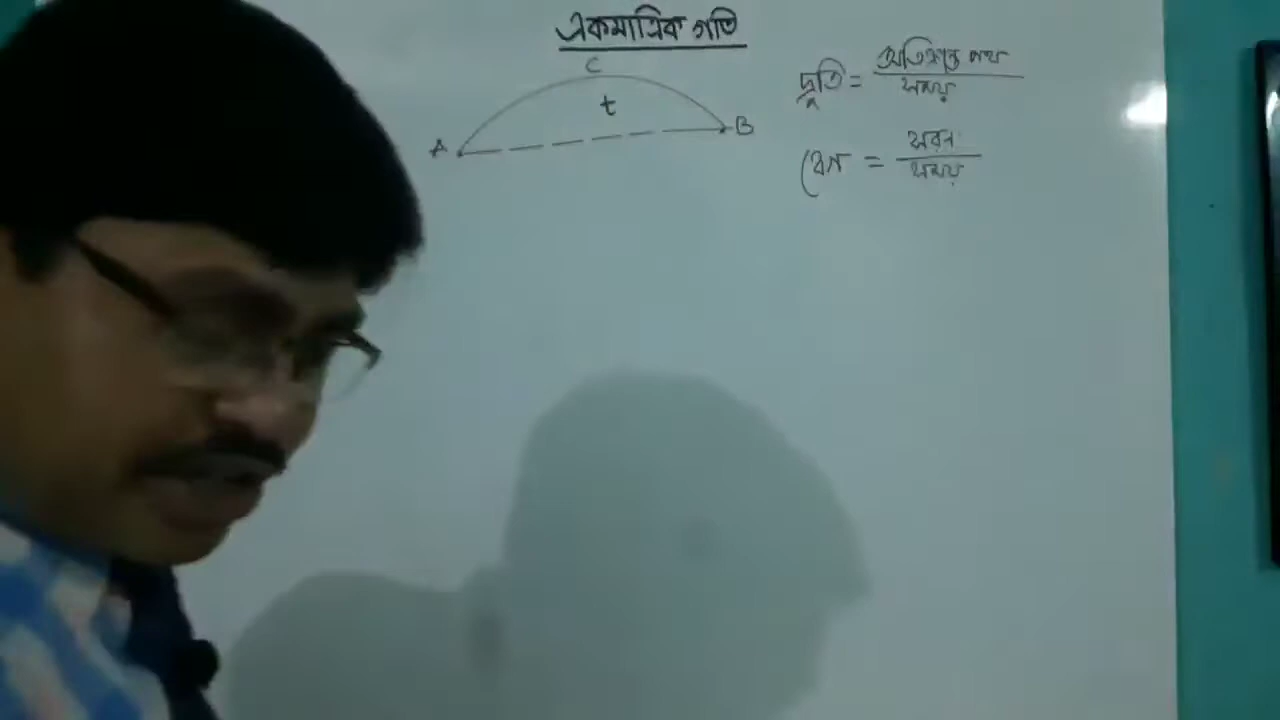 একমাত্রিক গতি
C
t
A
B
দ্রুতি = অতিক্রান্ত পথ / সময়
বেগ = সরণ / সময়